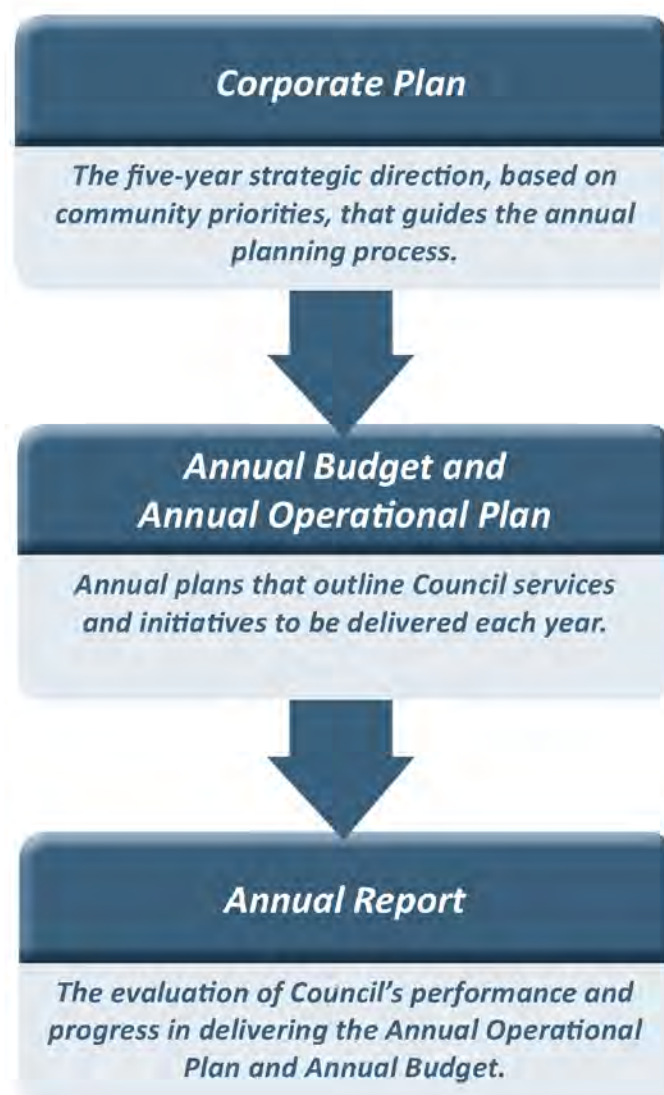 Corporate Plan
The five-year strategic direction, based on
community priorities, that guides the annual
planning process.
Annual Budget and
Annual Operational Plan
Annual plans that outline Council services
and initiatives to be delivered each year.
Annual Report
The evaluation of Council's performance and
progress in delivering the Annual Operational
Plan and Annual Budget.